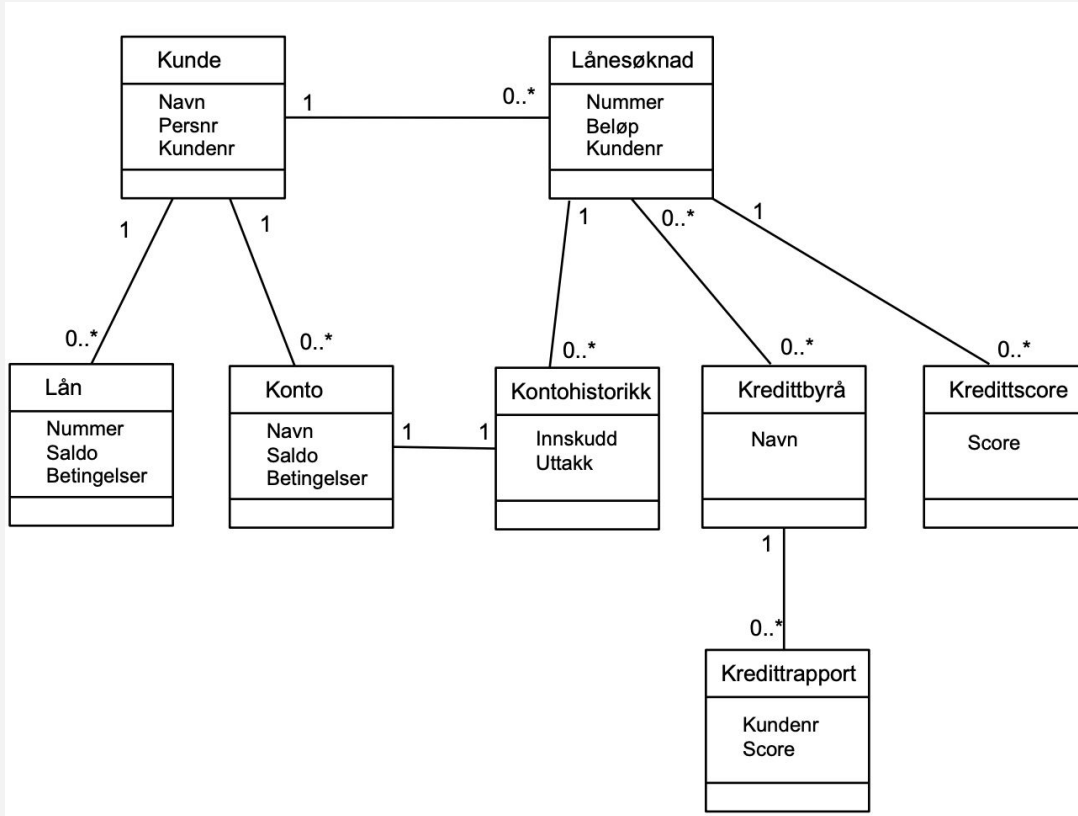 Kunde
Navn
Persnr
Kundenr
1
0..*
Lånesøknad
Nummer
Beløp
Kundenr
1
1
1
0..*
1
0..*
0..*
0..*
0..*
0..*
Lån
Nummer
Saldo
Betingelser
Konto
Navn
Saldo
Betingelser
1
1
Kontohistorikk
Innskudd
Uttakk
Kredittbyrå
Navn
Kredittscore
Score
1
0..*
Kredittrapport
Kundenr
Score